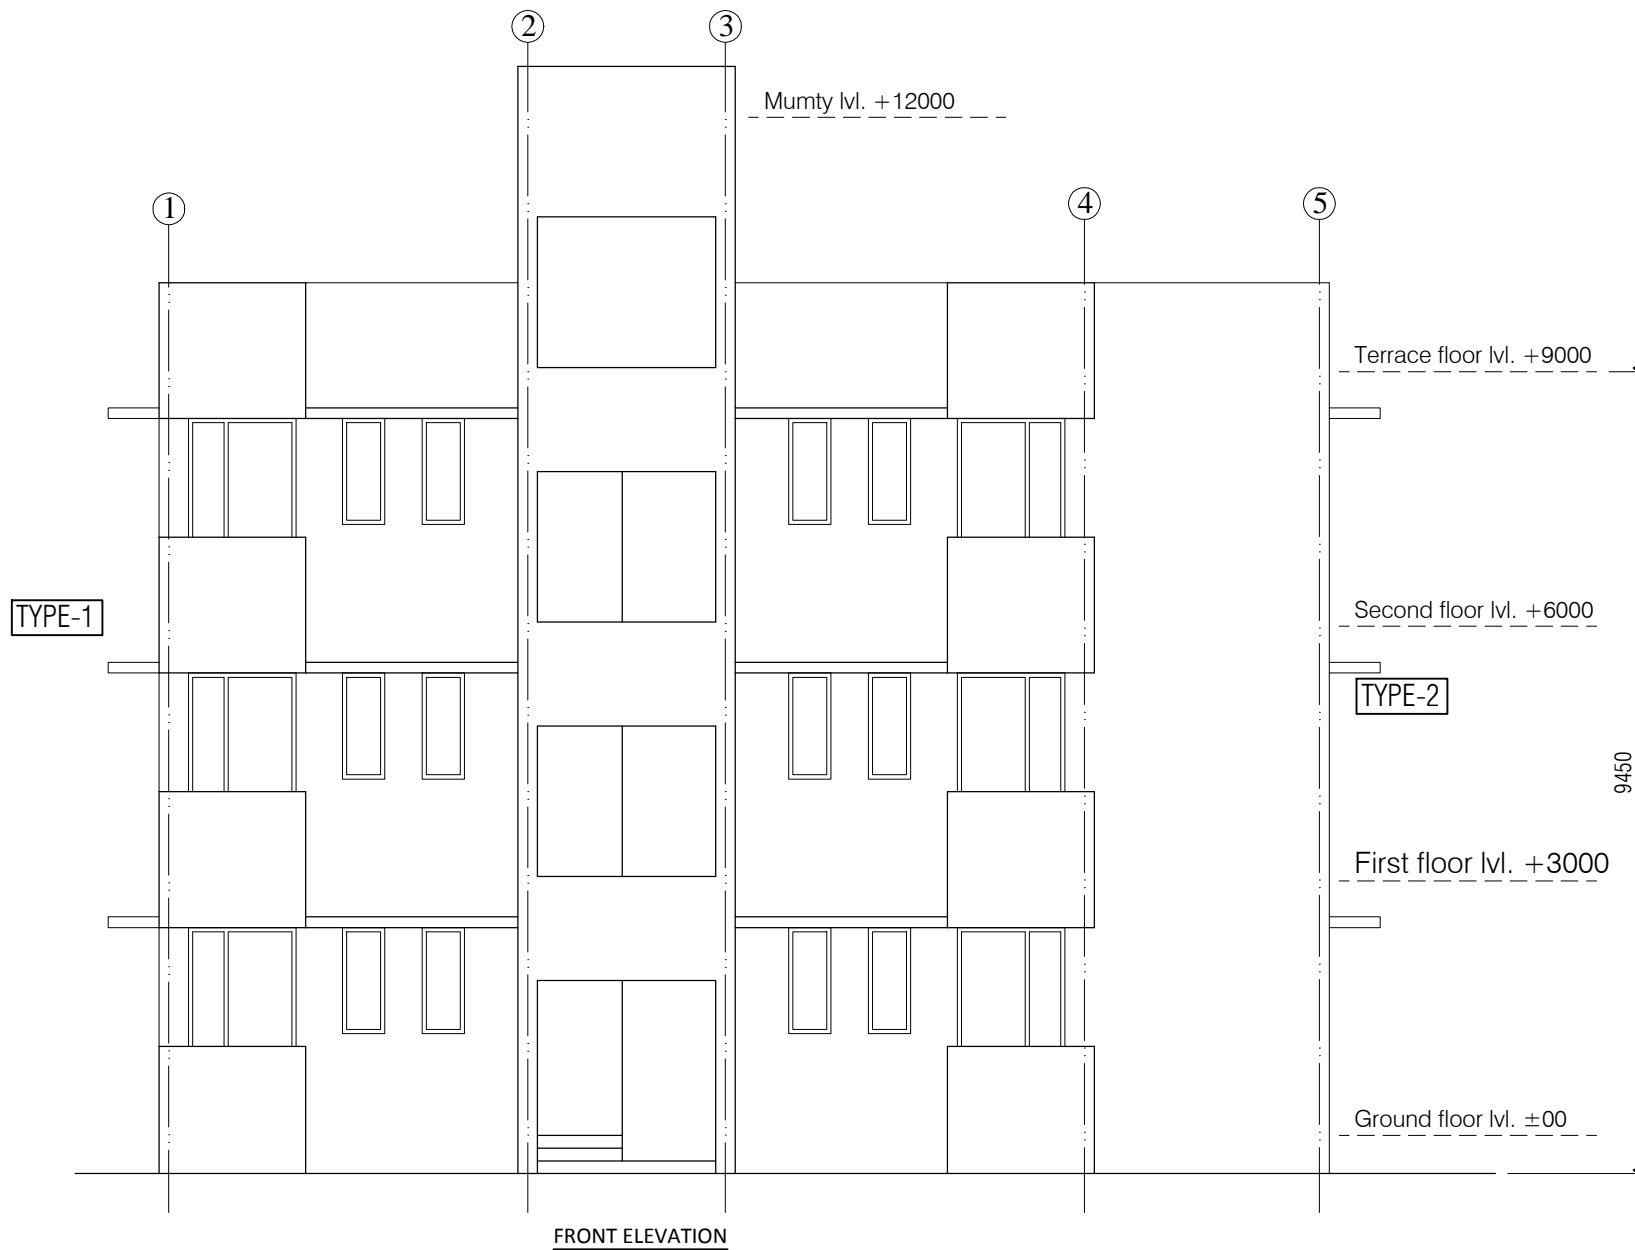 2
3
Mumty lvl. +12000
1
4
5
Terrace floor lvl. +9000
TYPE-1
Second floor lvl. +6000
TYPE-2
9450
First floor lvl. +3000
Ground floor lvl. ±00
FRONT ELEVATION